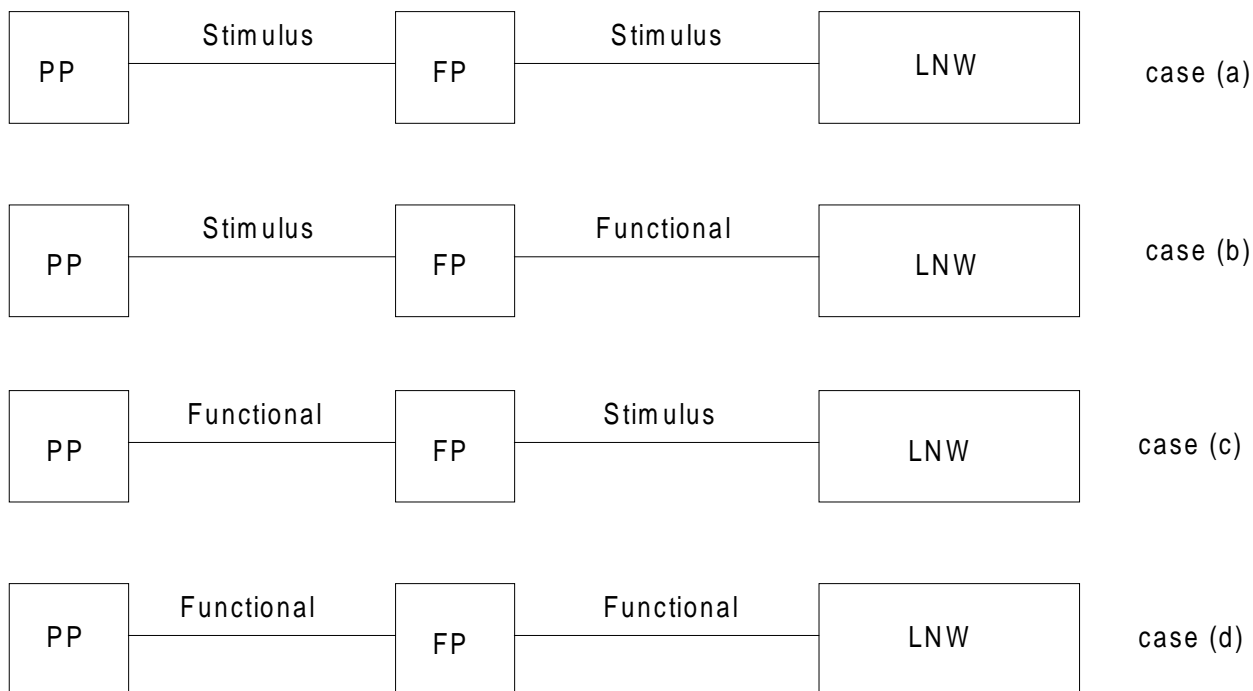 Stimulus Stimulus
PP FP LNW case (a)
Stimulus Functional
PP FP LNW case (b)
Functional Stimulus
PP FP LNW case (c)
Functional Functional
PP FP LNW case (d)